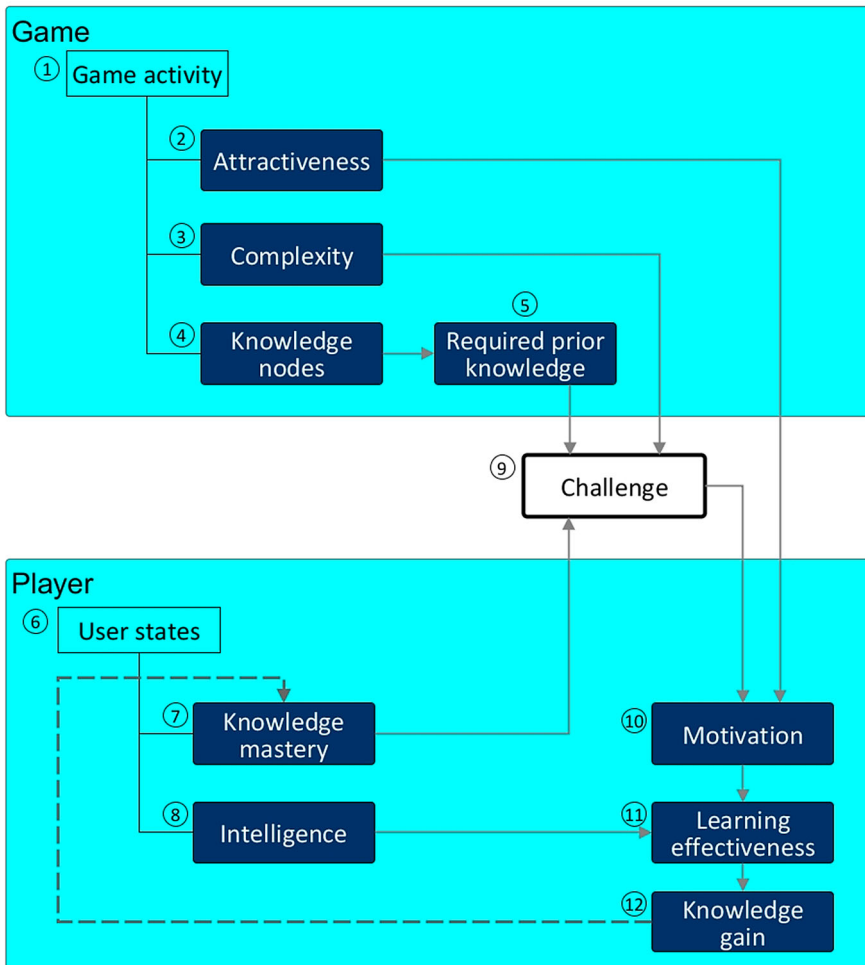 Game
① Game activity
② Attractiveness
③ Complexity
④ Knowledge
nodes
⑤
Required prior
knowledge
⑨ Challenge
Player
⑥ User states
⑦ Knowledge
mastery
⑩ Motivation
⑧ Intelligence
⑪ Learning
effectiveness
⑫ Knowledge
gain